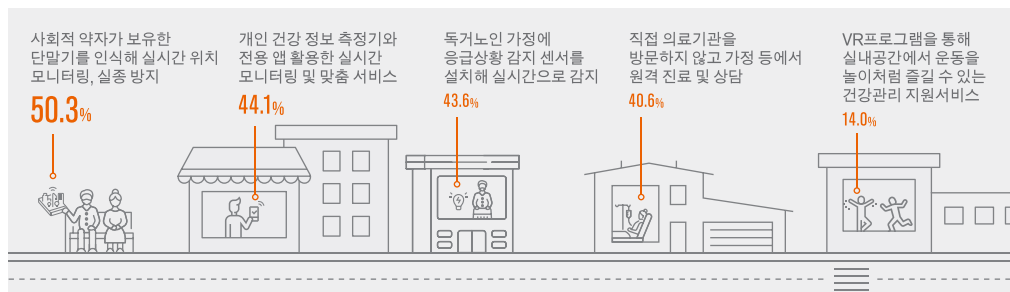 사회적 약자가 보유한
단말기를 인식해 실시간 위치
모니터링, 실종 방지
50.3%
개인 건강 정보 측정기와
전용 앱 활용한 실시간
모니터링 및 맞춤 서비스
44.1%
독거노인 가정에
응급상황 감지 센서를
설치해 실시간으로 감지
43.6%
직접 의료기관을
방문하지 않고 가정 등에서
원격 진료 및 상담
40.6%
VR프로그램을 통해
실내공간에서 운동을
놀이처럼 즐길 수 있는
건강관리 지원서비스
14.0%